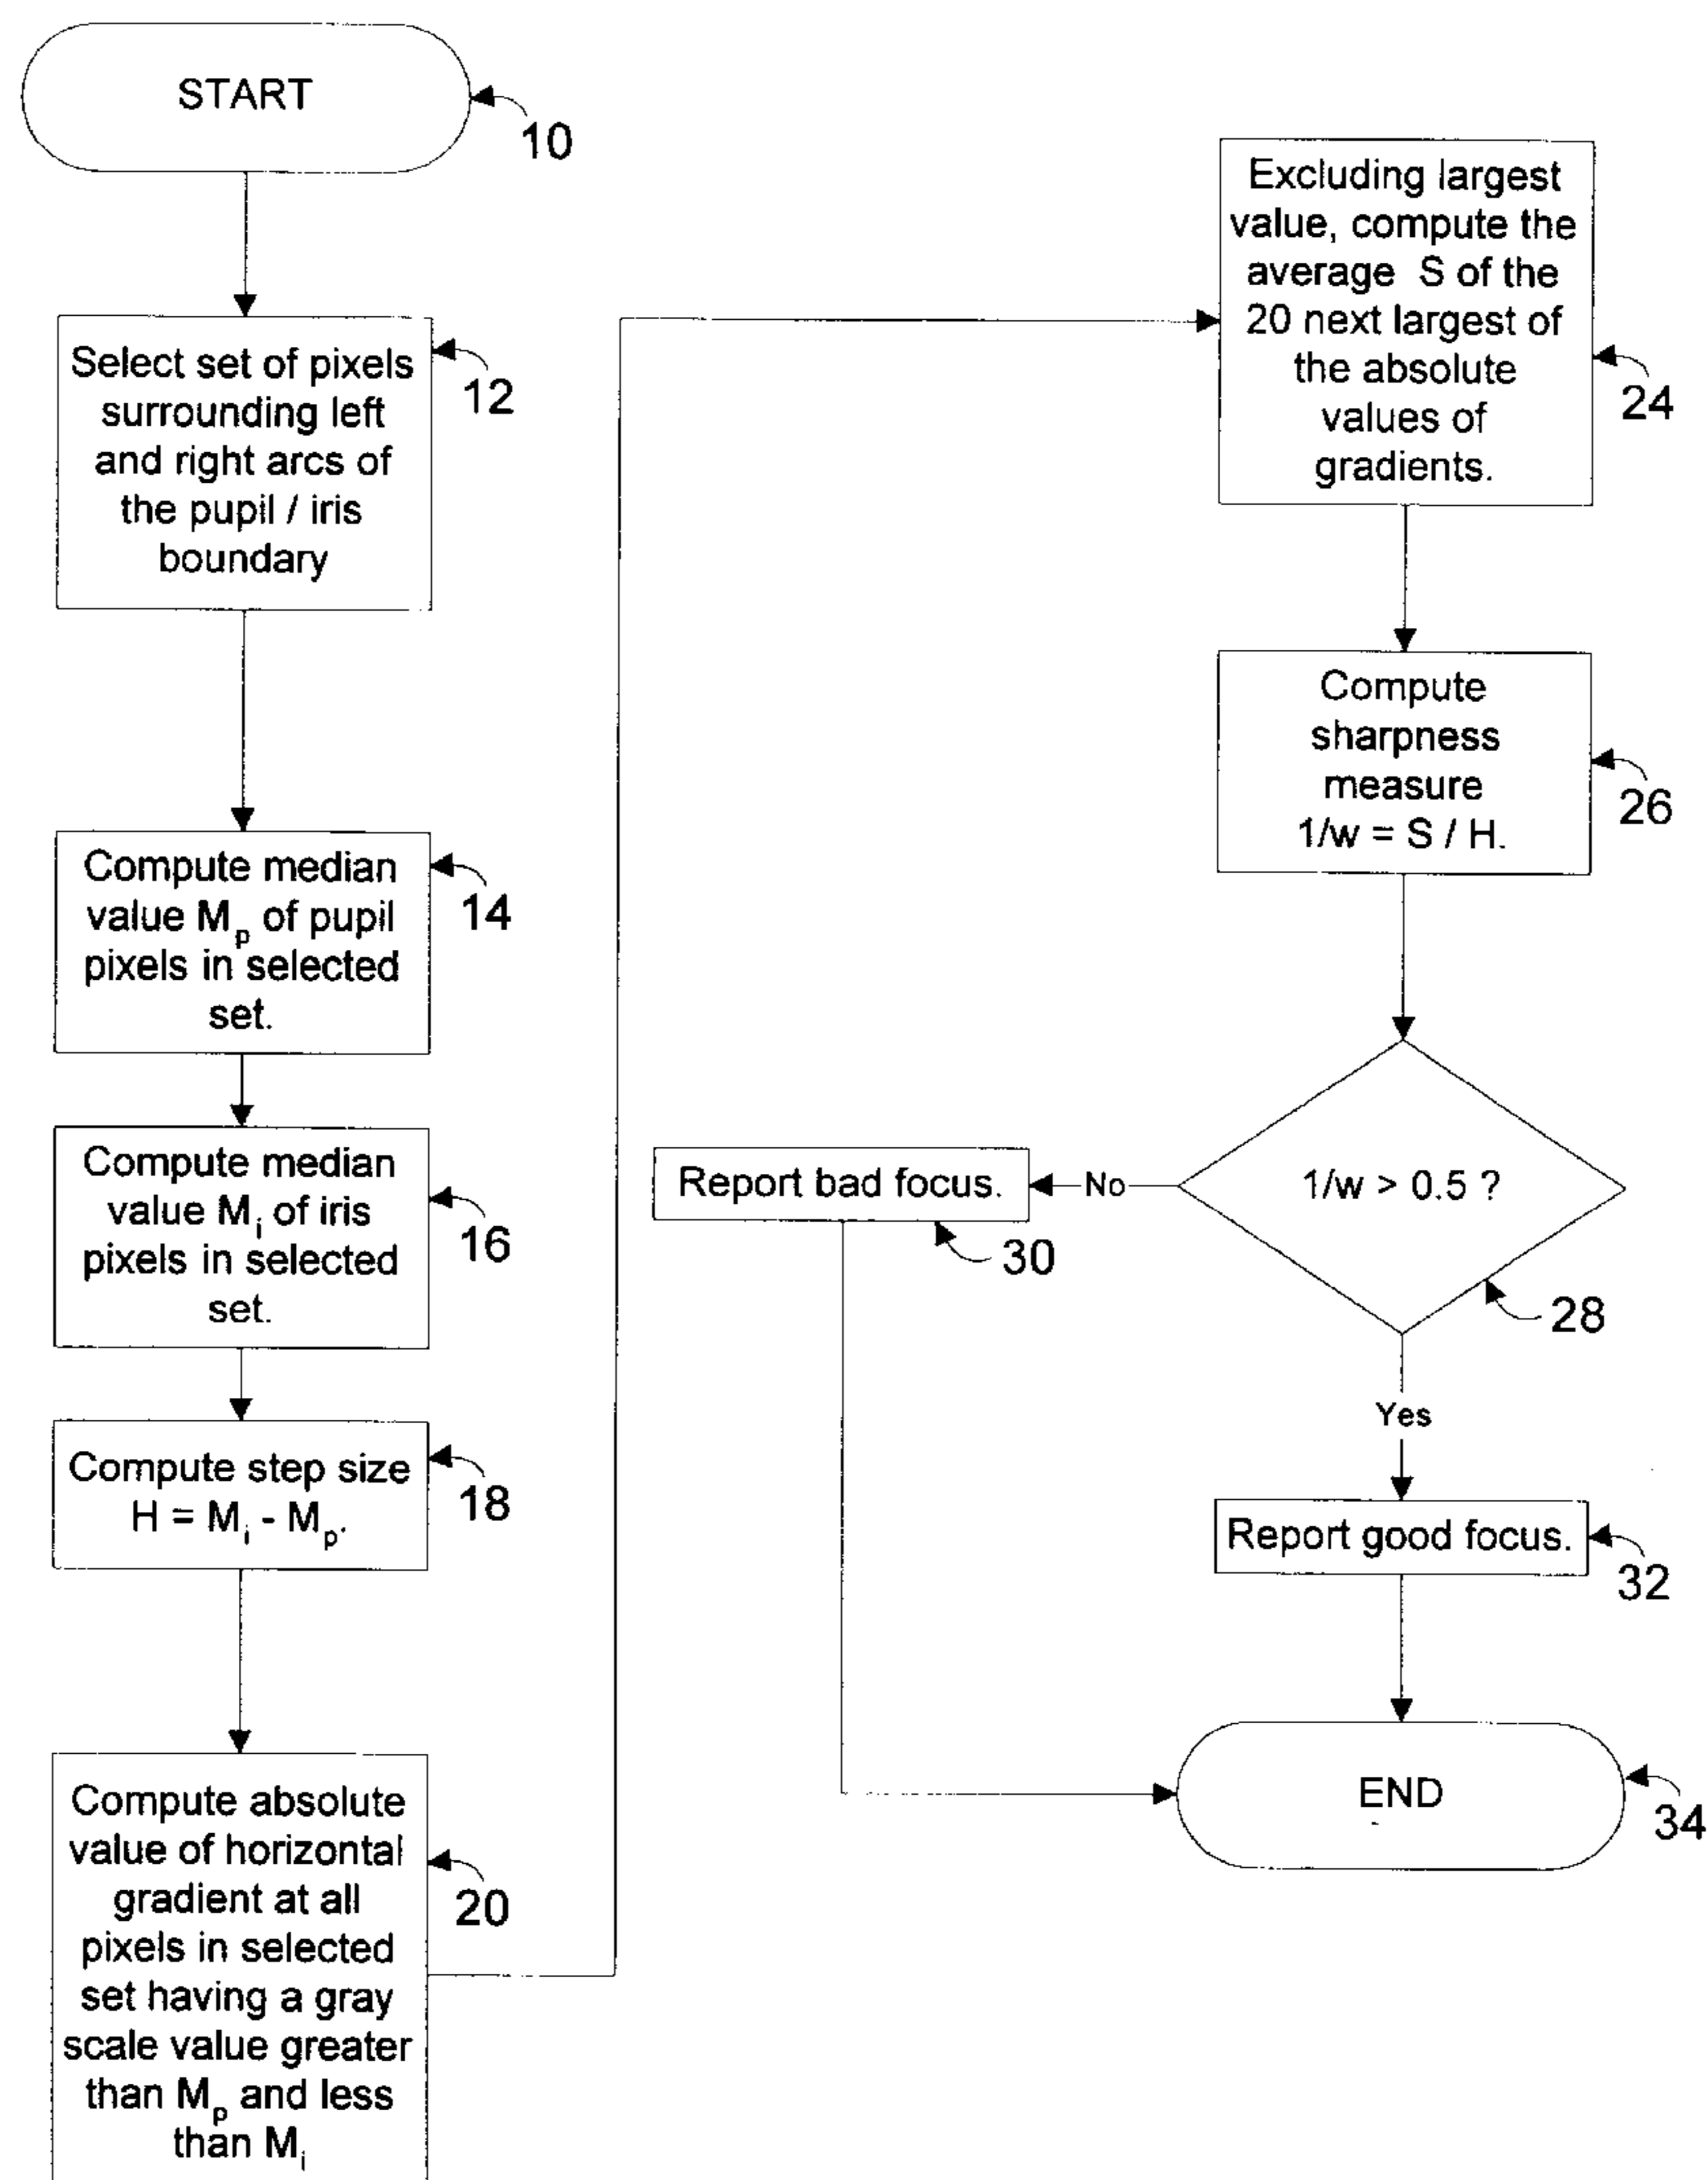 START
10
Select set of pixels
surrounding left
and right arcs of
the pupil / iris
boundary
12
Compute median
value Mp of pupil
pixels in selected
set.
14
Compute median
value Mi of iris
pixels in selected
set.
16
Compute step size
H = Mi - Mp.
18
Compute absolute
value of horizontal
gradient at all
pixels in selected
set having a gray
scale value greater
than Mp and less
than Mi
20
Excluding largest
value, compute the
average S of the
20 next largest of
the absolute
values of
gradients.
24
Compute
sharpness
measure
1/w = S / H.
26
1/w > 0.5 ?
28
No
Report bad focus.
30
Yes
Report good focus.
32
END
34